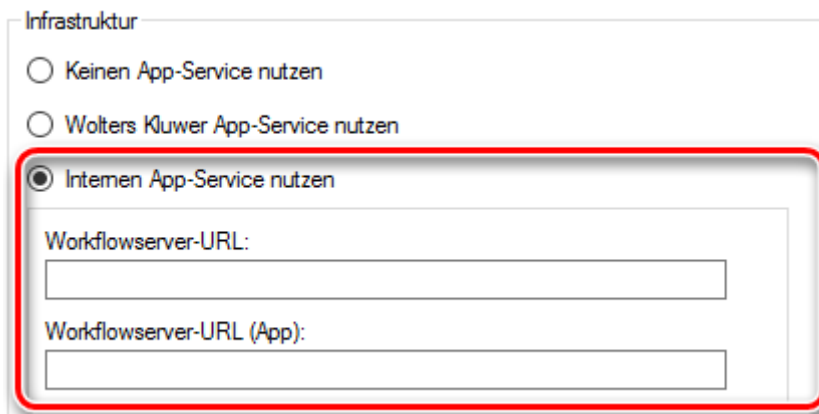 Infrastruktur
Keinen App-Service nutzen
Wolters Kluwer App-Service nutzen
Internen App-Service nutzen
Workflowserver-URL:
Workflowserver-URL (App):